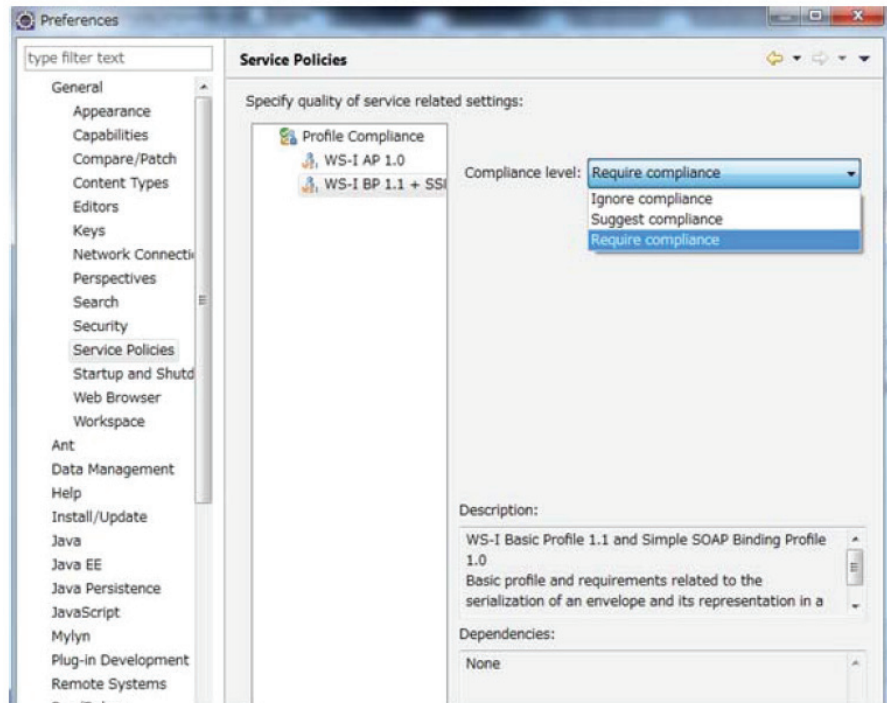 Preferences
type filter text
General
Appearance
Capabilities
Compare/Patch
Content Types
Editors
Keys
Network Connecti
Perspectives
Search
Security
Service Policies
Startup and Shutd
Web Browser
Workspace
Ant
Data Management
Help
Install/Update
Java
Java EE
Java Persistence
JavaScript
Mylyn
Plug-in Development
Remote Systems
Service Policies
Specify quality of service related settings:
Profile Compliance
WS-I AP 1.0
WS-I BP 1.1 + SS
Compliance level:
Require compliance
Ignore compliance
Suggest compliance
Require compliance
Description:
WS-I Basic Profile 1.1 and Simple SOAP Binding Profile
1.0
Basic profile and requirements related to the
serialization of an envelope and its representation in a
Dependencies:
None